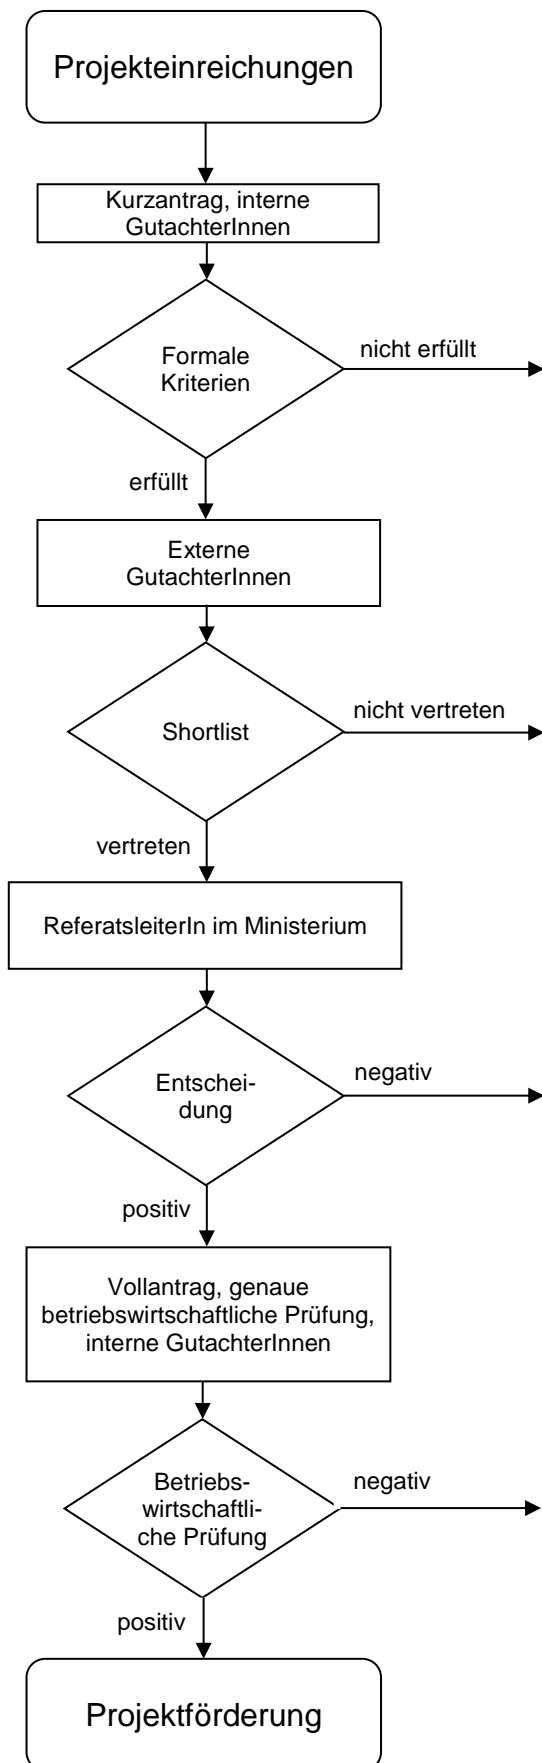 Projekteinreichungen
Kurzantrag, interne
GutachterInnen
Formale
Kriterien
nicht erfüllt
erfüllt
Externe
GutachterInnen
Shortlist
nicht vertreten
vertreten
ReferatsleiterIn im Ministerium
Entschei-
dung
negativ
positiv
Vollantrag, genaue
betriebswirtschaftliche Prüfung,
interne GutachterInnen
Betriebs-
wirtschaftli-
che Prüfung
negativ
positiv
Projektförderung